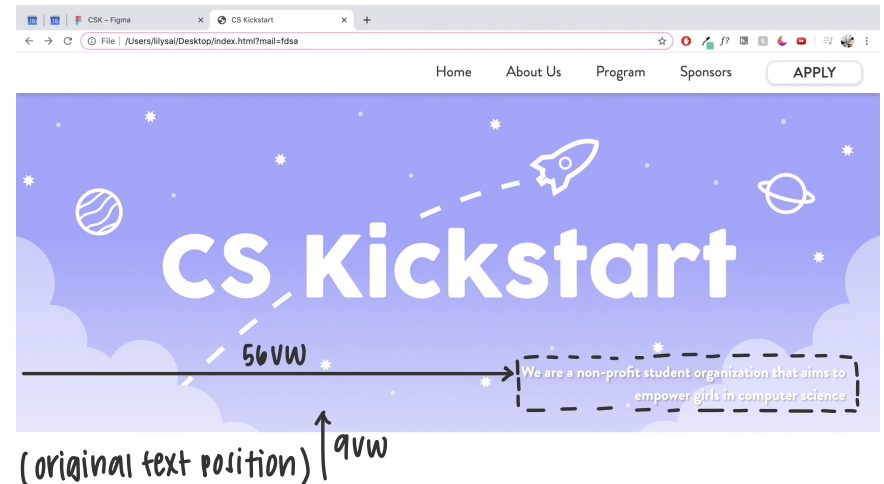 CSK – Figma
CS Kickstart
File | /Users/lilysai/Desktop/index.html?mail=fdsa
f?
Home About Us Program Sponsors APPLY
CS Kickstart
56VW
We are a non-profit student organization that aims to
empower girls in computer science
(original text position)
9VW